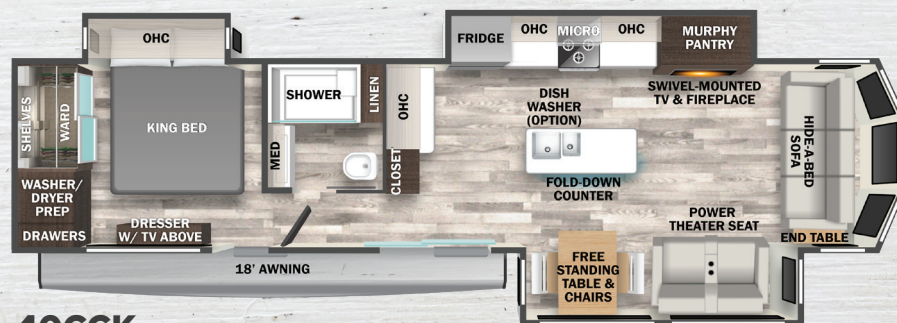 OHC
FRIDGE
OHC
MICRO
OHC
MURPHY
PANTRY
SHELVES
WARD
KING BED
SHOWER
LINEN
OHC
DISH
WASHER
(OPTION)
SWIVEL-MOUNTED
TV & FIREPLACE
HIDE-A-BED
SOFA
MED
CLOSET
FOLD-DOWN
COUNTER
WASHER/
DRYER
PREP
DRAWERS
DRESSER
W/ TV ABOVE
POWER
THEATER SEAT
END TABLE
18' AWNING
FREE
STANDING
TABLE &
CHAIRS